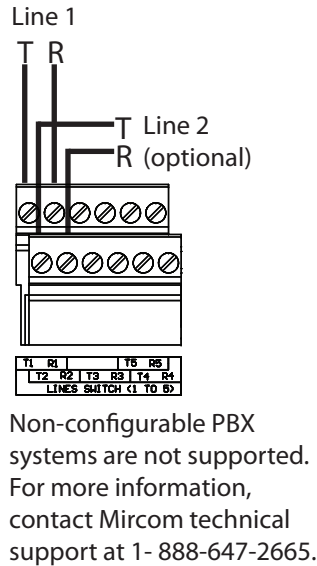 Line 1
T R
T Line 2
R (optional)
T1 R1 T5 R5
T2 R2 T3 R3 T4 R4
LINES SWITCH (1 TO 5)
Non-configurable PBX
systems are not supported.
For more information,
contact Mircom technical
support at 1- 888-647-2665.